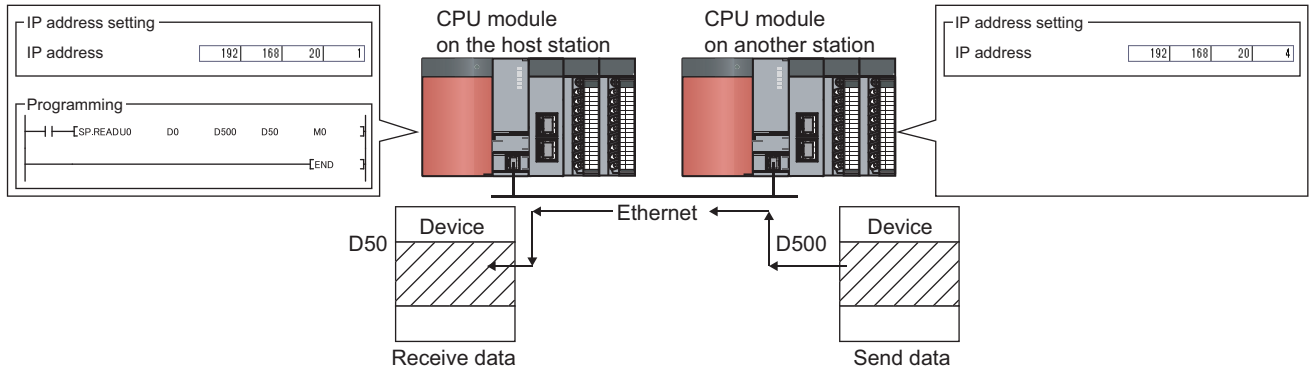 IP address setting
IP address 192 168 20 1
Programming
SP.READ U0 D0 D500 D50 M0
END
CPU module
on the host station
CPU module
on another station
IP address setting
IP address 192 168 20 4
Ethernet
Device
D50
Receive data
D500
Device
Send data